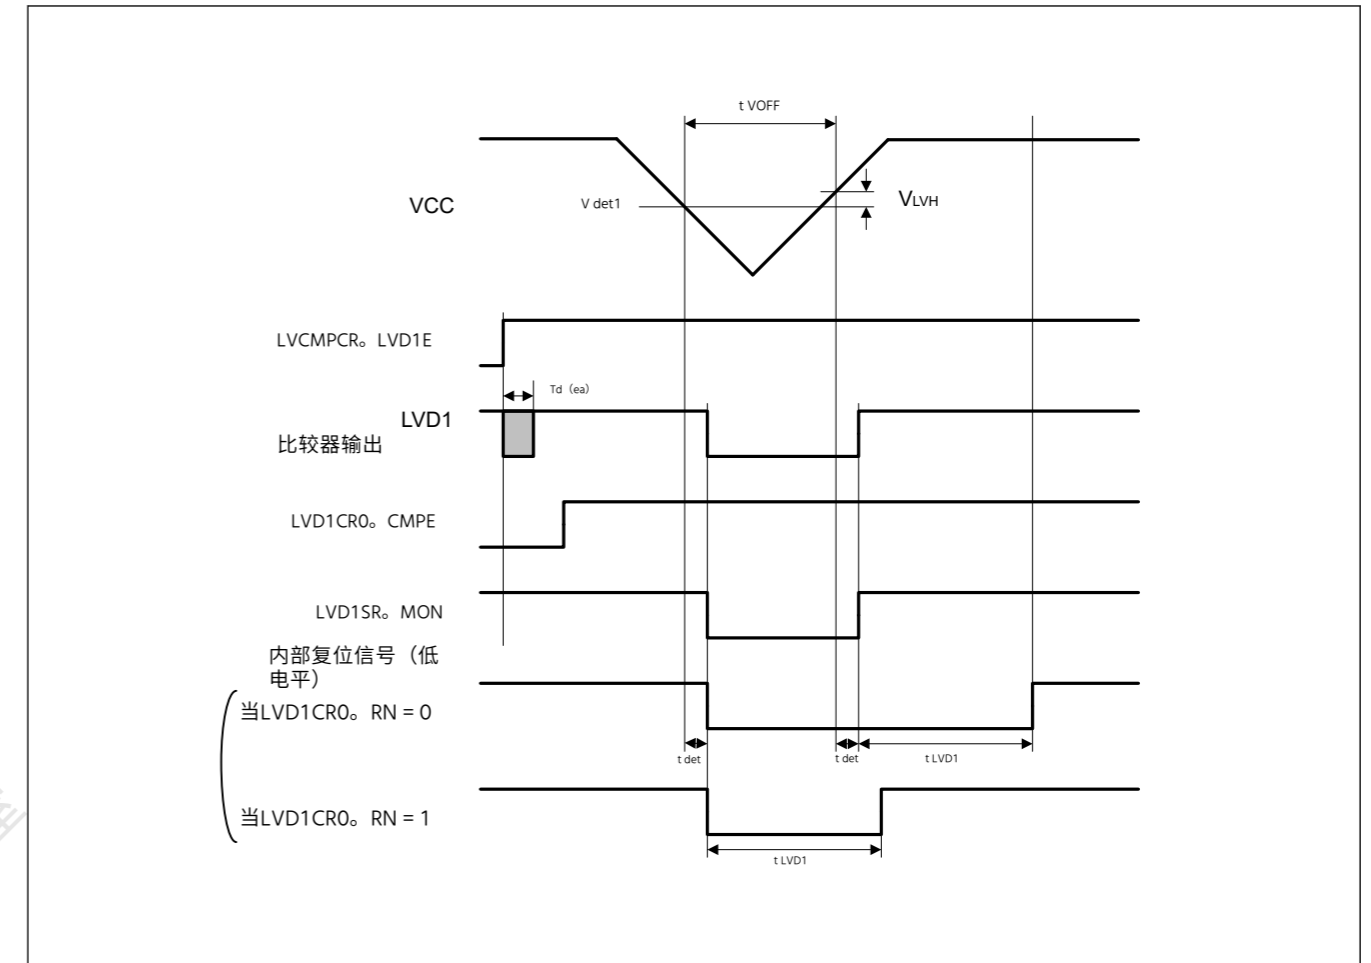 t VOFF
VCC
V det1
VLVH
LVCMPCR。LVD1E
Td（ea）
LVD1
比较器输出
LVD1CR0。CMPE
LVD1SR。MON
内部复位信号（低
电平）
当LVD1CR0。RN = 0
t det
t det
t LVD1
当LVD1CR0。RN = 1
t LVD1